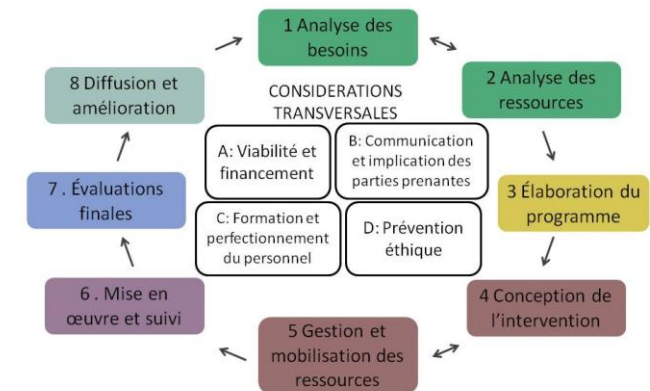 1 Analyse des
besoins
2 Analyse des
ressources
3 Élaboration du
programme
4 Conception de
l'intervention
5 Gestion et
mobilisation des
ressources
6 . Mise en
œuvre et suivi
7 . Évaluations
finales
8 Diffusion et
amélioration
CONSIDERATIONS
TRANSVERSALES
A: Viabilité et
financement
B: Communication
et implication des
parties prenantes
C: Formation et
perfectionnement
du personnel
D: Prévention
éthique